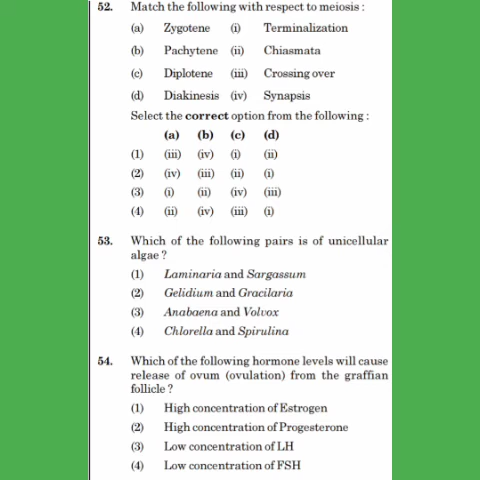 52. Match the following with respect to meiosis :
(a) Zygotene (i) Terminalization
(b) Pachytene (ii) Chiasmata
(c) Diplotene (iii) Crossing over
(d) Diakinesis (iv) Synapsis
Select the correct option from the following :
(a) (b) (c) (d)
(1) (iii) (iv) (i) (ii)
(2) (iv) (iii) (ii) (i)
(3) (i) (ii) (iv) (iii)
(4) (ii) (iv) (iii) (i)
53. Which of the following pairs is of unicellular
algae ?
(1) Laminaria and Sargassum
(2) Gelidium and Gracilaria
(3) Anabaena and Volvox
(4) Chlorella and Spirulina
54. Which of the following hormone levels will cause
release of ovum (ovulation) from the graffian
follicle ?
(1) High concentration of Estrogen
(2) High concentration of Progesterone
(3) Low concentration of LH
(4) Low concentration of FSH